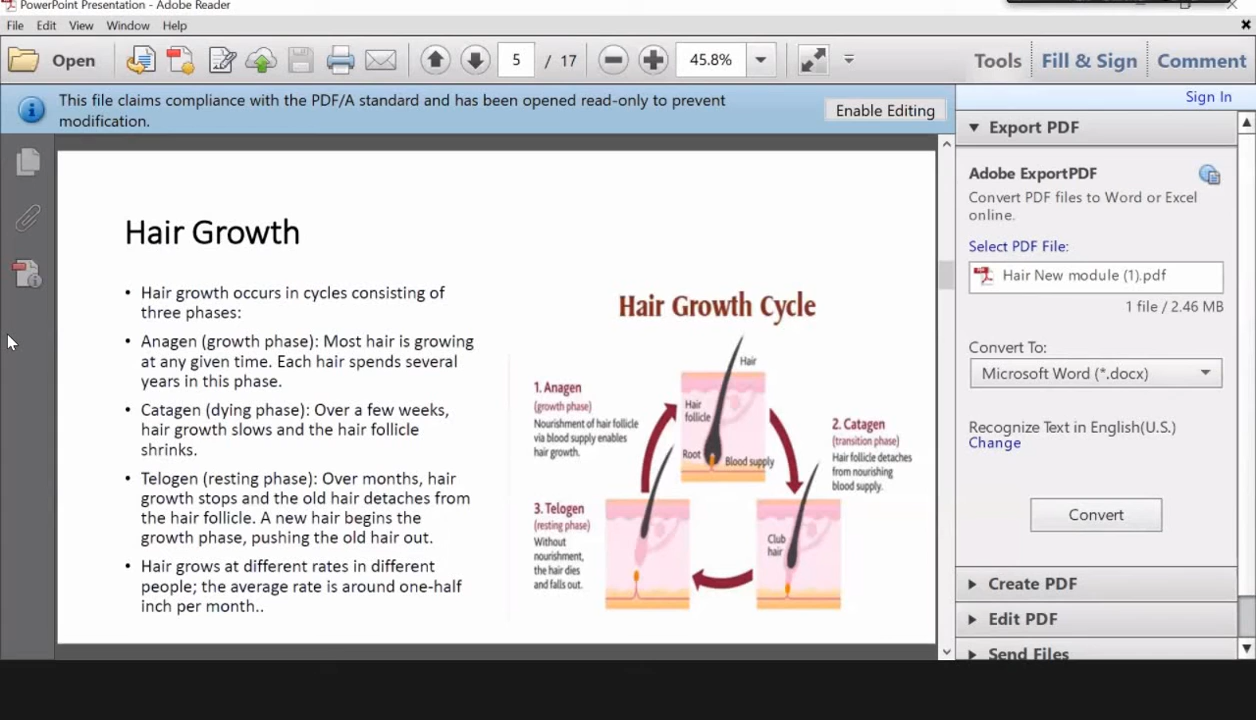 PowerPoint Presentation - Adobe Reader
File Edit View Window Help
Open 5 / 17 45.8% Tools Fill & Sign Comment
This file claims compliance with the PDF/A standard and has been opened read-only to prevent
modification.
Enable Editing
Sign In
Export PDF
Adobe ExportPDF
Convert PDF files to Word or Excel
online.
Select PDF File:
Hair New module (1).pdf
1 file / 2.46 MB
Convert To:
Microsoft Word (*.docx)
Recognize Text in English(U.S.)
Change
Convert
Create PDF
Edit PDF
Send Files
Hair Growth
• Hair growth occurs in cycles consisting of
three phases:
• Anagen (growth phase): Most hair is growing
at any given time. Each hair spends several
years in this phase.
• Catagen (dying phase): Over a few weeks,
hair growth slows and the hair follicle
shrinks.
• Telogen (resting phase): Over months, hair
growth stops and the old hair detaches from
the hair follicle. A new hair begins the
growth phase, pushing the old hair out.
• Hair grows at different rates in different
people; the average rate is around one-half
inch per month..
Hair Growth Cycle
Hair
Hair
follicle
Root
Blood supply
1. Anagen
(growth phase)
Nourishment of hair follicle
via blood supply enables
hair growth.
2. Catagen
(transition phase)
Hair follicle detaches
from nourishing
blood supply.
Club
hair
3. Telogen
(resting phase)
Without
nourishment,
the hair dies
and falls out.